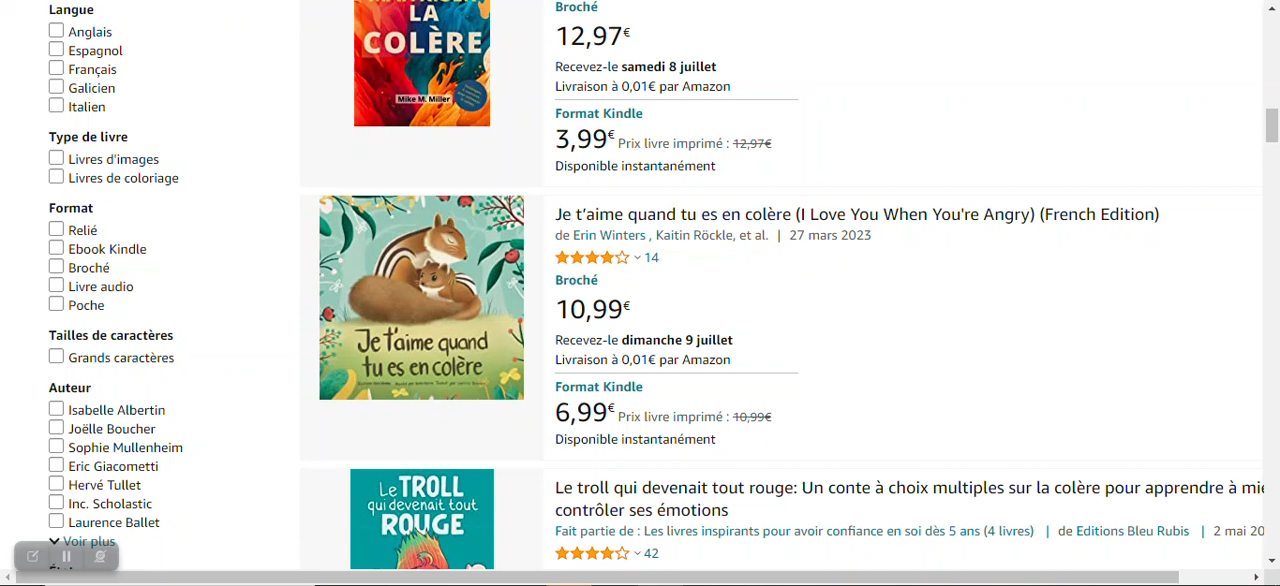 Langue
Anglais
Espagnol
Français
Galicien
Italien
Type de livre
Livres d'images
Livres de coloriage
Format
Relié
Ebook Kindle
Broché
Livre audio
Poche
Tailles de caractères
Grands caractères
Auteur
Isabelle Albertin
Joëlle Boucher
Sophie Mullenheim
Eric Giacometti
Hervé Tullet
Inc. Scholastic
Laurence Ballet
Voir plus
LA
COLÈRE
Mike M. Miller
Broché
12,97€
Recevez-le samedi 8 juillet
Livraison à 0,01€ par Amazon
Format Kindle
3,99€ Prix livre imprimé : 12,97€
Disponible instantanément
Je t'aime quand
tu es en colère
Je t’aime quand tu es en colère (I Love You When You're Angry) (French Edition)
de Erin Winters , Kaitin Röckle, et al. | 27 mars 2023
14
Broché
10,99€
Recevez-le dimanche 9 juillet
Livraison à 0,01€ par Amazon
Format Kindle
6,99€ Prix livre imprimé : 10,99€
Disponible instantanément
Le TROLL
qui devenait tout
ROUGE
Le troll qui devenait tout rouge: Un conte à choix multiples sur la colère pour apprendre à mie
contrôler ses émotions
Fait partie de : Les livres inspirants pour avoir confiance en soi dès 5 ans (4 livres) | de Editions Bleu Rubis | 2 mai 20
42